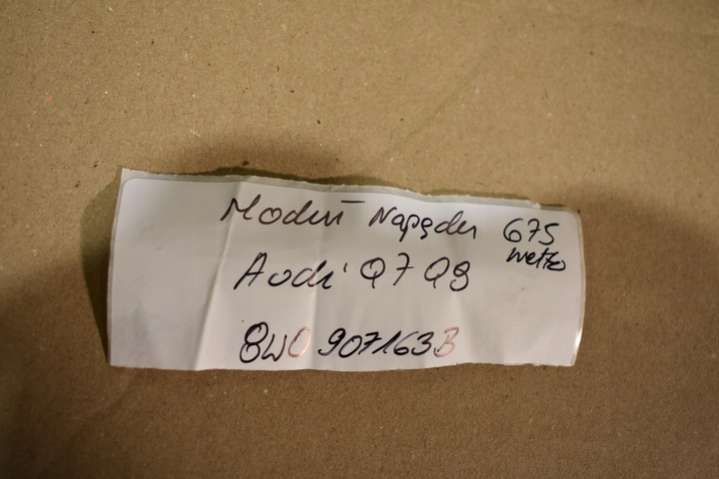 Moduł Napędu 675
netto
Audi Q7 Q8
8W0 907163B